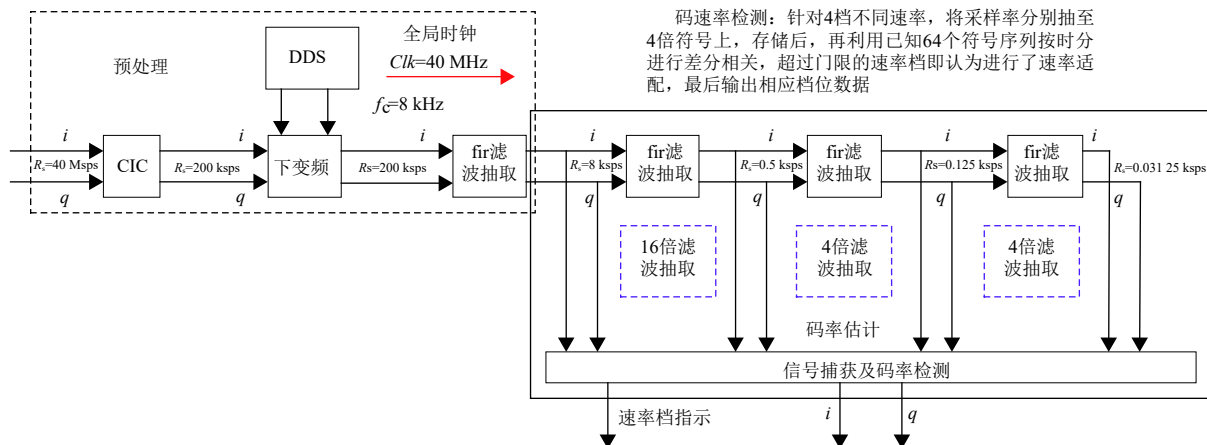 码速率检测：针对4档不同速率，将采样率分别抽至
4倍符号上，存储后，再利用已知64个符号序列按时分
进行差分相关，超过门限的速率档即认为进行了速率适
配，最后输出相应档位数据
预处理
DDS
全局时钟
Clk=40 MHz
fc=8 kHz
i
i
i
i
i
i
i
Rs=40 Msps
CIC
Rs=200 ksps
下变频
Rs=200 ksps
fir滤
波抽取
Rs=8 ksps
fir滤
波抽取
Rs=0.5 ksps
fir滤
波抽取
Rs=0.125 ksps
fir滤
波抽取
Rs=0.031 25 ksps
q
q
q
q
q
q
16倍滤
波抽取
4倍滤
波抽取
4倍滤
波抽取
码率估计
信号捕获及码率检测
速率档指示
i
q